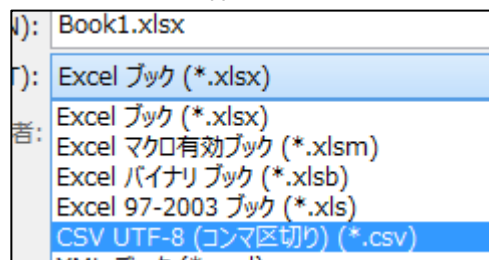 N): Book1.xlsx
T): Excel ブック (*.xlsx)
Excel ブック (*.xlsx)
者: Excel マクロ有効ブック (*.xlsm)
Excel バイナリ ブック (*.xlsb)
Excel 97-2003 ブック (*.xls)
CSV UTF-8 (コンマ区切り) (*.csv)